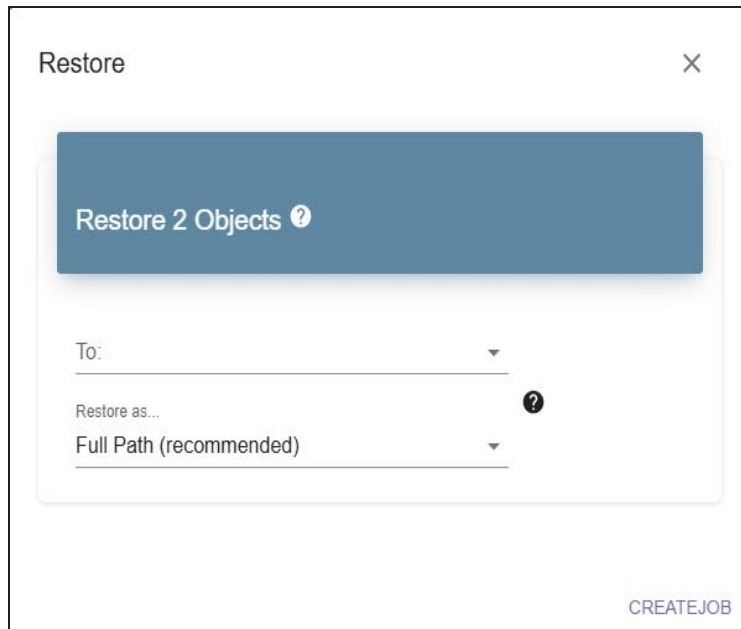 Restore
Restore 2 Objects ?
To:
Restore as...
?
Full Path (recommended)
CREATEJOB